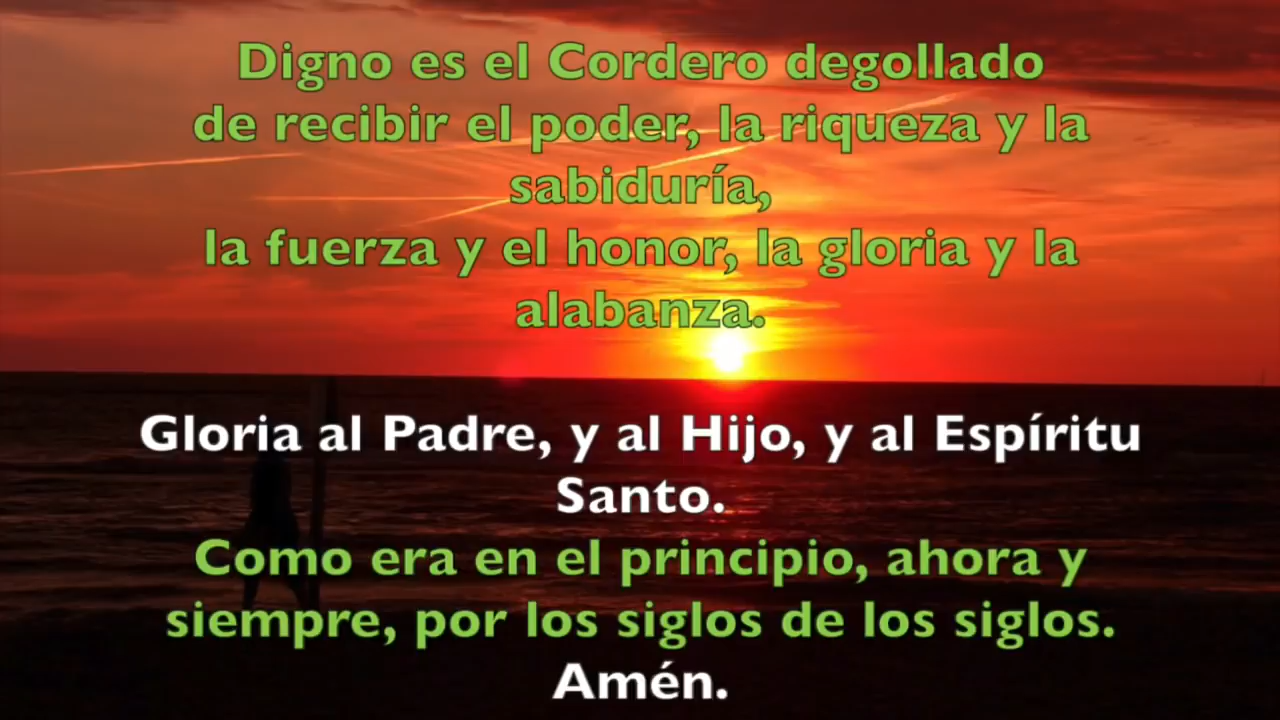 Digno es el Cordero degollado
de recibir el poder, la riqueza y la
sabiduría,
la fuerza y el honor, la gloria y la
alabanza.
Gloria al Padre, y al Hijo, y al Espíritu
Santo.
Como era en el principio, ahora y
siempre, por los siglos de los siglos.
Amén.